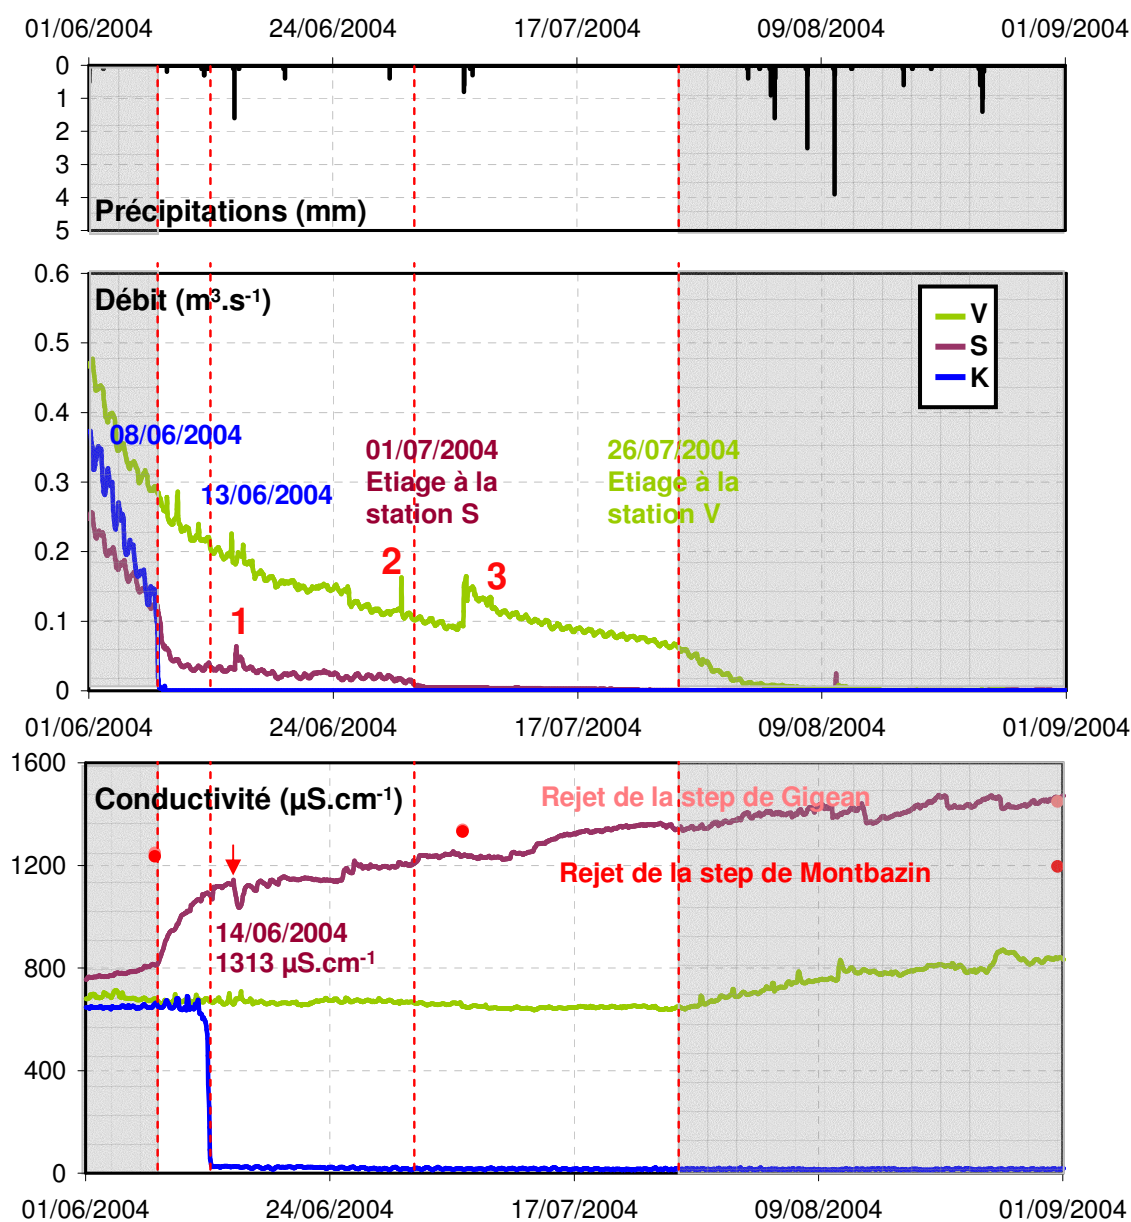 01/06/2004 24/06/2004 17/07/2004 09/08/2004 01/09/2004
0
1
2
3
4
5
Précipitations (mm)
0.6
0.5
0.4
0.3
0.2
0.1
0
Débit (m³.s⁻¹)
V
S
K
08/06/2004
13/06/2004
01/07/2004
Etiage à la
station S
26/07/2004
Etiage à la
station V
1
2
3
01/06/2004 24/06/2004 17/07/2004 09/08/2004 01/09/2004
1600
1200
800
400
0
Conductivité (µS.cm⁻¹)
Rejet de la step de Gigean
Rejet de la step de Montbazin
14/06/2004
1313 µS.cm⁻¹
01/06/2004 24/06/2004 17/07/2004 09/08/2004 01/09/2004